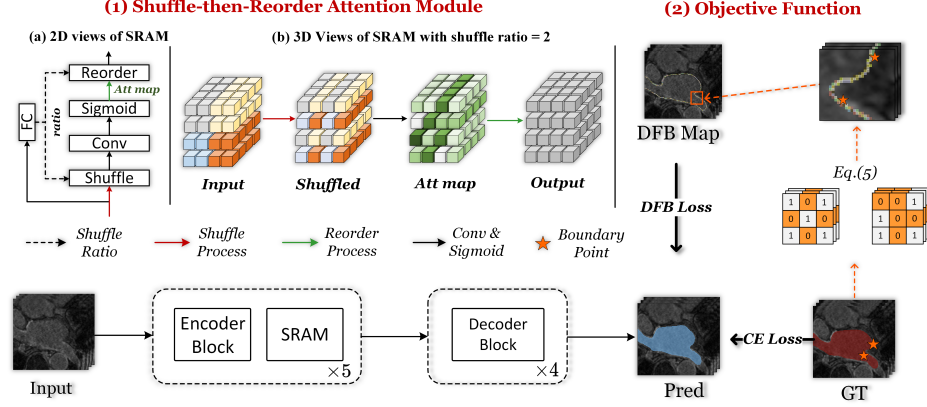 (1) Shuffle-then-Reorder Attention Module
(2) Objective Function
(a) 2D views of SRAM
(b) 3D Views of SRAM with shuffle ratio = 2
Reorder
Att map
Sigmoid
FC
ratio
Conv
Shuffle
Input
Shuffled
Att map
Output
DFB Map
Eq.(5)
DFB Loss
1 0 1
0 1 0
1 0 1
0 0 1
1 0 0
1 0 1
Shuffle
Ratio
Shuffle
Process
Reorder
Process
Conv &
Sigmoid
Boundary
Point
Encoder
Block
SRAM
×5
Decoder
Block
×4
CE Loss
Input
Pred
GT